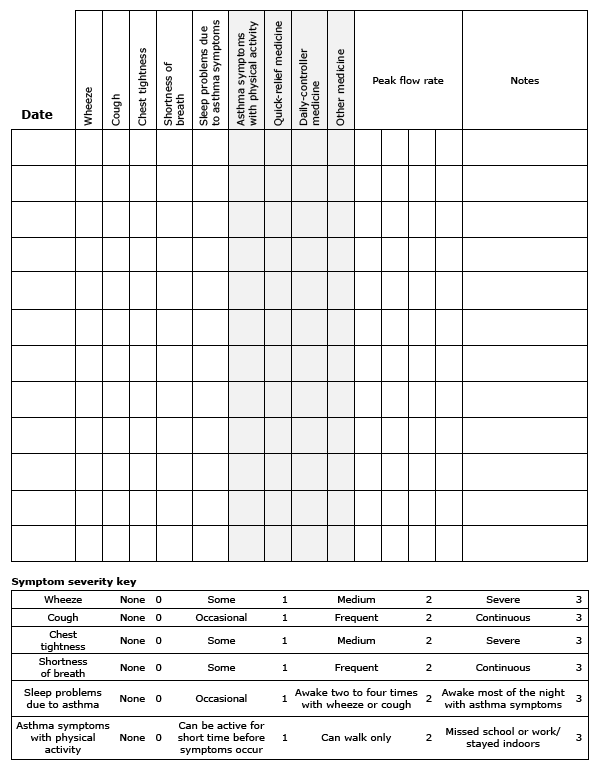 Date
Wheeze
Cough
Chest tightness
Shortness of
breath
Sleep problems due
to asthma symptoms
Asthma symptoms
with physical activity
Quick-relief medicine
Daily-controller
medicine
Other medicine
Peak flow rate
Notes
Symptom severity key
Wheeze None 0 Some 1 Medium 2 Severe 3
Cough None 0 Occasional 1 Frequent 2 Continuous 3
Chest
tightness None 0 Some 1 Medium 2 Severe 3
Shortness
of breath None 0 Some 1 Frequent 2 Continuous 3
Sleep problems
due to asthma None 0 Occasional 1 Awake two to four times
with wheeze or cough 2 Awake most of the night
with asthma symptoms 3
Asthma symptoms
with physical
activity None 0 Can be active for
short time before
symptoms occur 1 Can walk only 2 Missed school or work/
stayed indoors 3